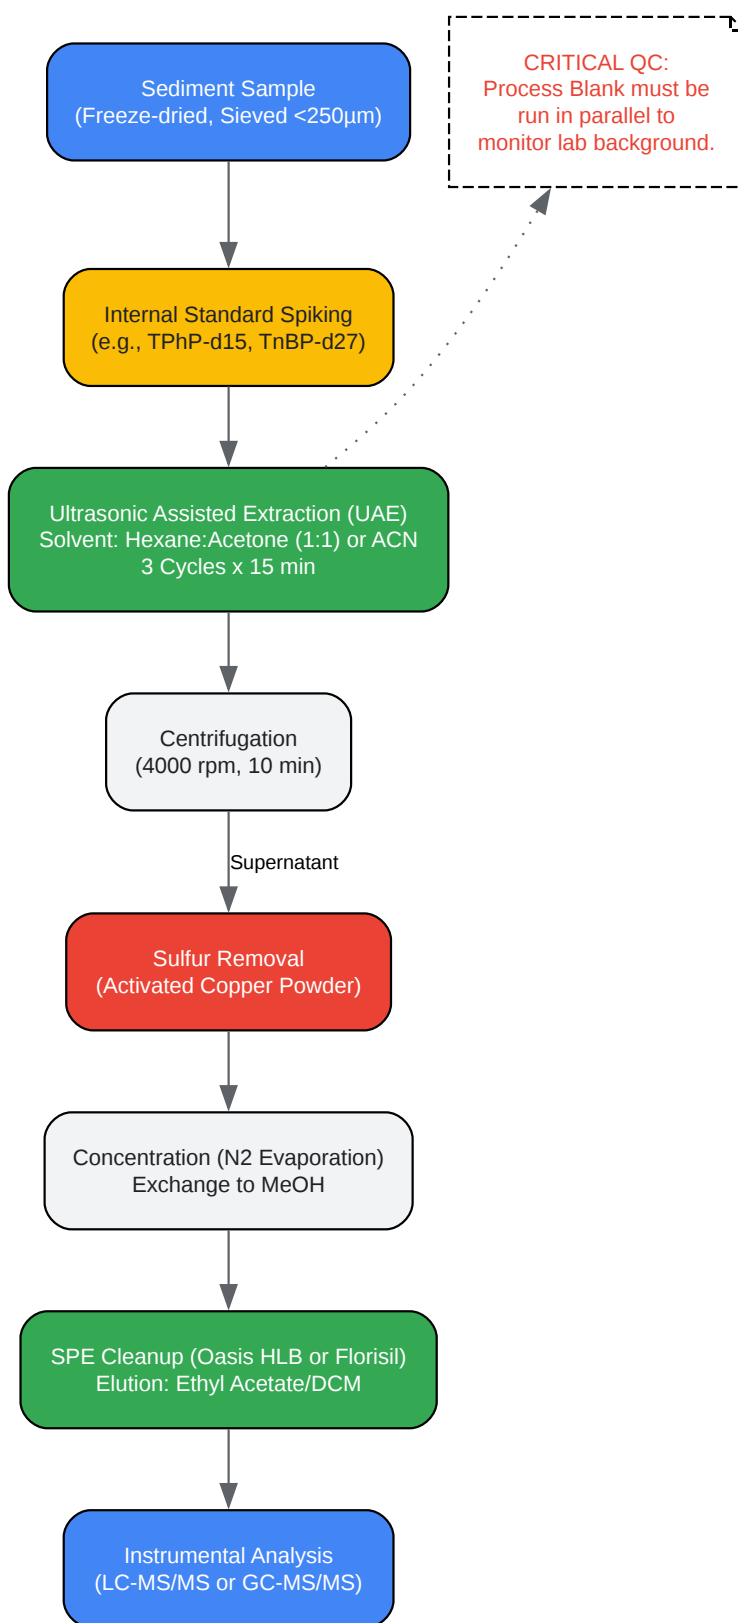 Sediment Sample
(Freeze-dried, Sieved <250µm)
CRITICAL QC:
Process Blank must be
run in parallel to
monitor lab background.
Internal Standard Spiking
(e.g., TPhP-d15, TnBP-d27)
Ultrasonic Assisted Extraction (UAE)
Solvent: Hexane:Acetone (1:1) or ACN
3 Cycles x 15 min
Centrifugation
(4000 rpm, 10 min)
Supernatant
Sulfur Removal
(Activated Copper Powder)
Concentration (N2 Evaporation)
Exchange to MeOH
SPE Cleanup (Oasis HLB or Florisil)
Elution: Ethyl Acetate/DCM
Instrumental Analysis
(LC-MS/MS or GC-MS/MS)